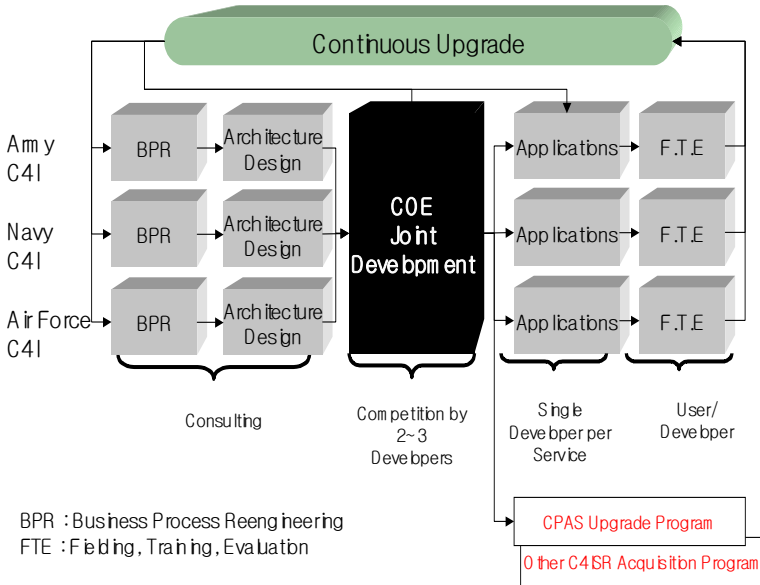 Continuous Upgrade
Army
C4I
BPR
Architecture
Design
Applications
F.T.E
Navy
C4I
BPR
Architecture
Design
COE
Joint
Development
Applications
F.T.E
Air Force
C4I
BPR
Architecture
Design
Applications
F.T.E
Consulting
Competition by
2~3
Developers
Single
Developer per
Service
User/
Developer
BPR : Business Process Reengineering
FTE : Fielding, Training, Evaluation
CPAS Upgrade Program
Other C4ISR Acquisition Program